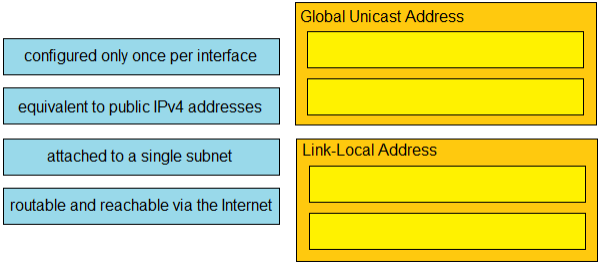 configured only once per interface
equivalent to public IPv4 addresses
attached to a single subnet
routable and reachable via the Internet
Global Unicast Address
Link-Local Address